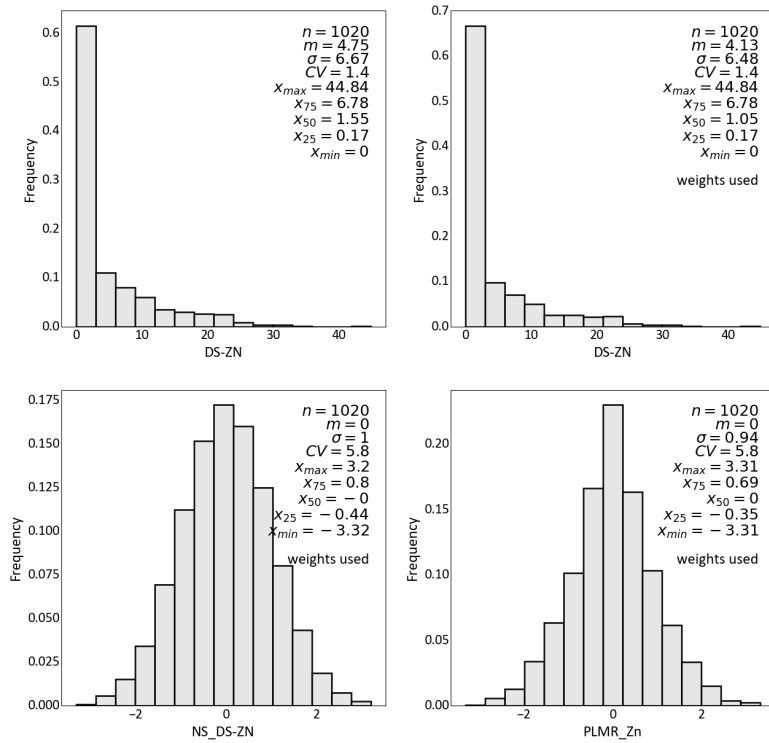 n = 1020
m = 4.75
σ = 6.67
CV = 1.4
x_max = 44.84
x_75 = 6.78
x_50 = 1.55
x_25 = 0.17
x_min = 0
Frequency
0.6
0.5
0.4
0.3
0.2
0.1
0.0
0 10 20 30 40
DS-ZN
n = 1020
m = 4.13
σ = 6.48
CV = 1.4
x_max = 44.84
x_75 = 6.78
x_50 = 1.05
x_25 = 0.17
x_min = 0
weights used
Frequency
0.7
0.6
0.5
0.4
0.3
0.2
0.1
0.0
0 10 20 30 40
DS-ZN
n = 1020
m = 0
σ = 1
CV = 5.8
x_max = 3.2
x_75 = 0.8
x_50 = −0
x_25 = −0.44
x_min = −3.32
weights used
Frequency
0.175
0.150
0.125
0.100
0.075
0.050
0.025
0.000
−2 0 2
NS_DS-ZN
n = 1020
m = 0
σ = 0.94
CV = 5.8
x_max = 3.31
x_75 = 0.69
x_50 = 0
x_25 = −0.35
x_min = −3.31
weights used
Frequency
0.20
0.15
0.10
0.05
0.00
−2 0 2
PLMR_Zn